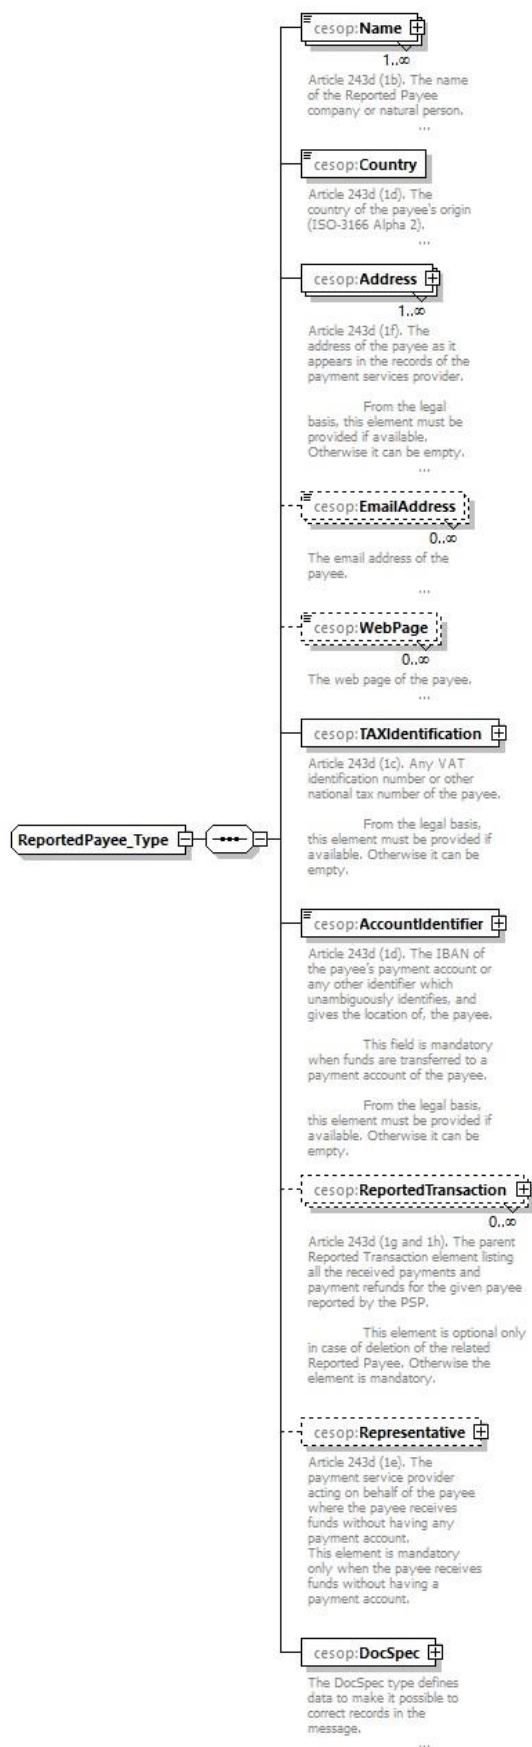 cesop:Name
1..∞
Article 243d (1b). The name
of the Reported Payee
company or natural person.
...
cesop:Country
Article 243d (1d). The
country of the payee's origin
(ISO-3166 Alpha 2).
...
cesop:Address
1..∞
Article 243d (1f). The
address of the payee as it
appears in the records of the
payment services provider.
From the legal
basis, this element must be
provided if available.
Otherwise it can be empty.
...
cesop:EmailAddress
0..∞
The email address of the
payee.
...
cesop:WebPage
0..∞
The web page of the payee.
...
cesop:TAXIdentification
Article 243d (1c). Any VAT
identification number or other
national tax number of the payee.
From the legal basis,
this element must be provided if
available. Otherwise it can be
empty.
ReportedPayee_Type
cesop:AccountIdentifier
Article 243d (1d). The IBAN of
the payee's payment account or
any other identifier which
unambiguously identifies, and
gives the location of, the payee.
This field is mandatory
when funds are transferred to a
payment account of the payee.
From the legal basis,
this element must be provided if
available. Otherwise it can be
empty.
cesop:ReportedTransaction
0..∞
Article 243d (1g and 1h). The parent
Reported Transaction element listing
all the received payments and
payment refunds for the given payee
reported by the PSP.
This element is optional only
in case of deletion of the related
Reported Payee. Otherwise the
element is mandatory.
cesop:Representative
Article 243d (1e). The
payment service provider
acting on behalf of the payee
where the payee receives
funds without having any
payment account.
This element is mandatory
only when the payee receives
funds without having a
payment account.
cesop:DocSpec
The DocSpec type defines
data to make it possible to
correct records in the
message.
...